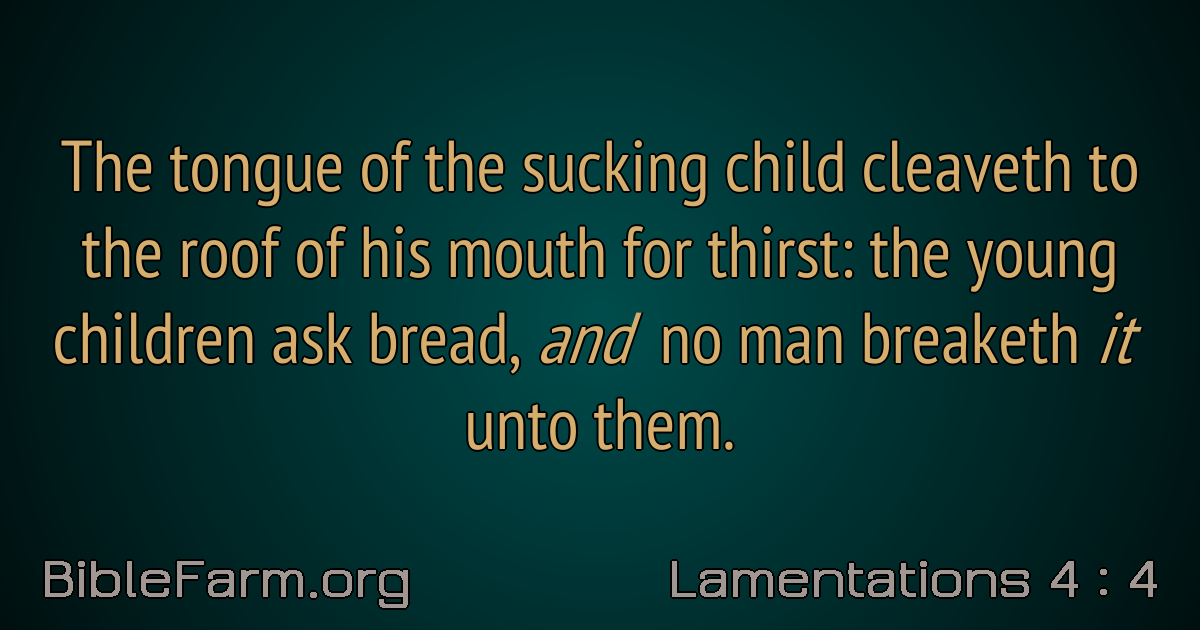 The tongue of the sucking child cleaveth to
the roof of his mouth for thirst: the young
children ask bread, and no man breaketh it
unto them.
BibleFarm.org
Lamentations 4 : 4